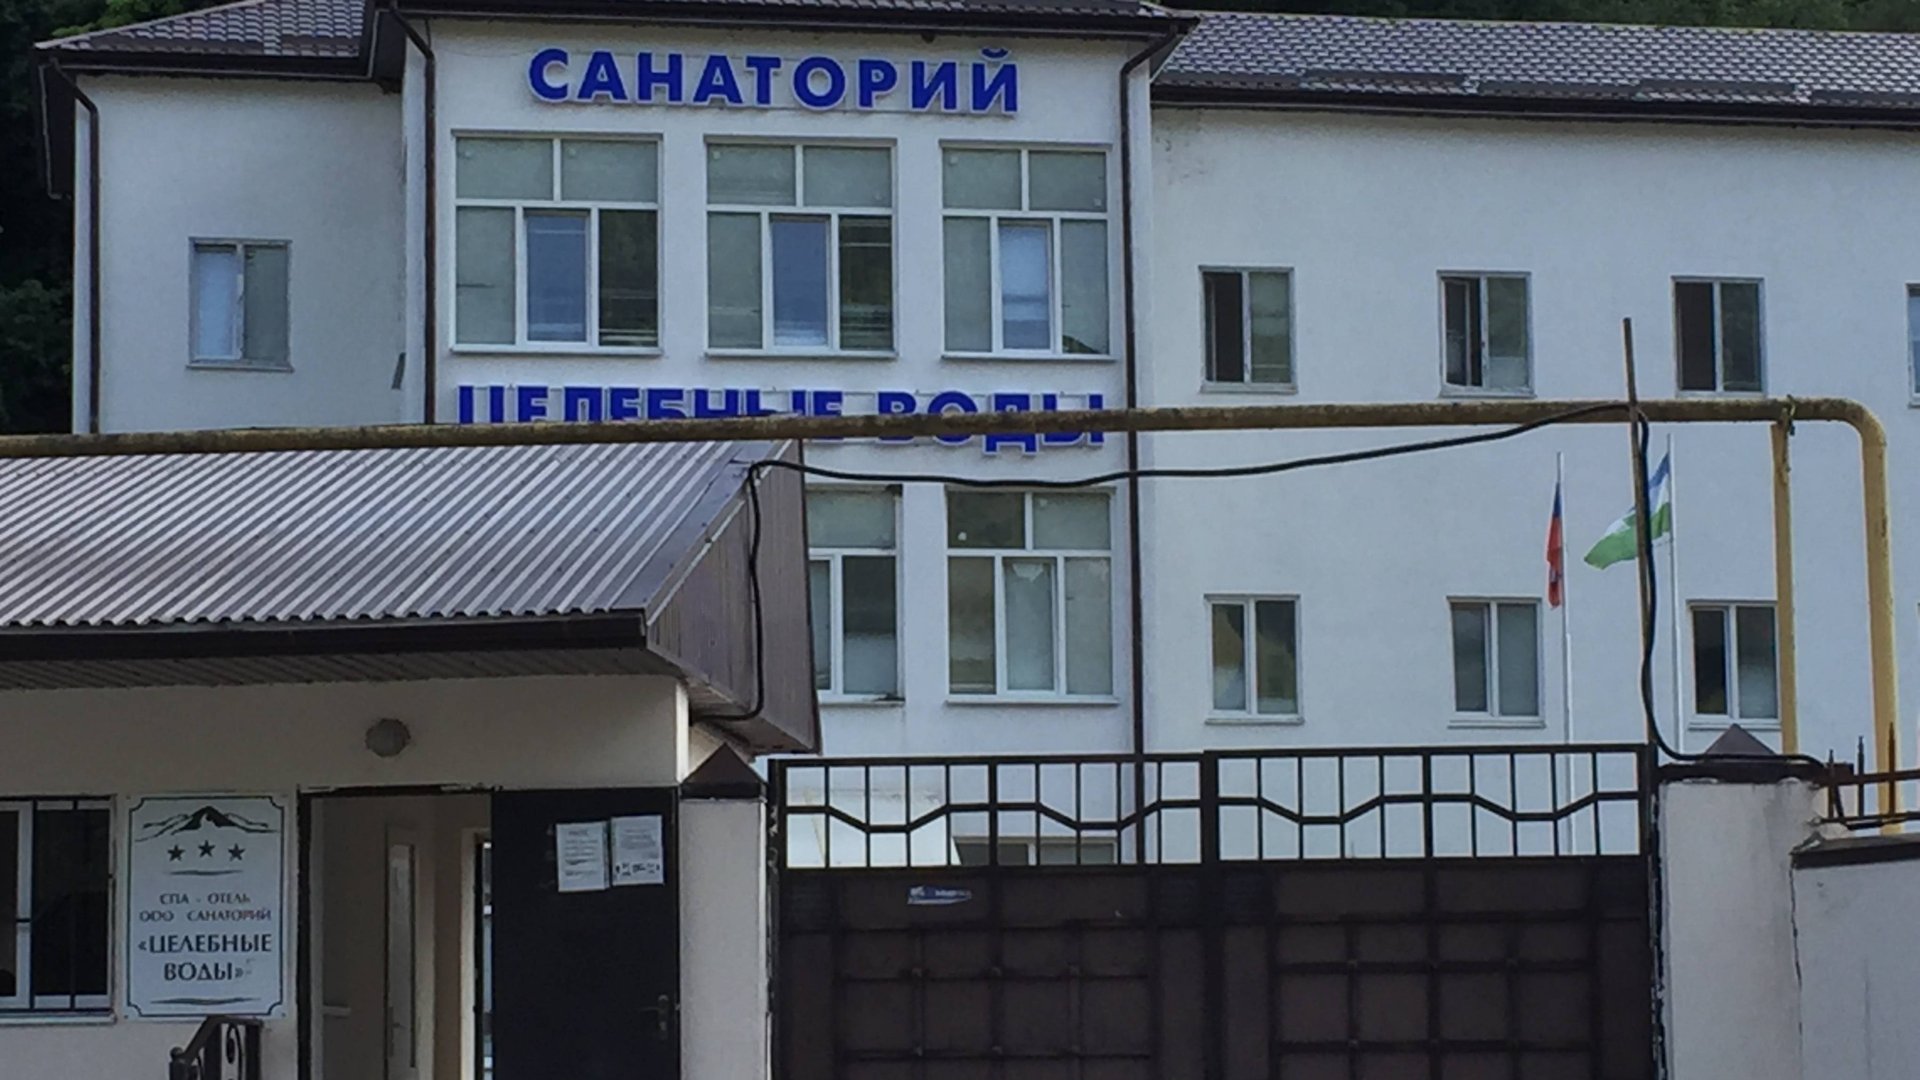 САНАТОРИЙ
ЦЕЛЕБНЫЕ ВОДЫ
СПА - ОТЕЛЬ
ООО САНАТОРИЙ
«ЦЕЛЕБНЫЕ
ВОДЫ»